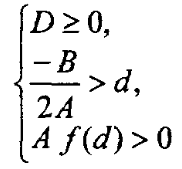 D ≥ 0,
-B / 2A > d,
A f(d) > 0